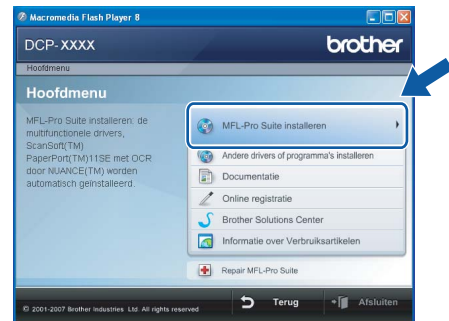 Macromedia Flash Player 8
DCP-XXXX
brother
Hoofdmenu
Hoofdmenu
MFL-Pro Suite installeren: de
multifunctionele drivers,
ScanSoft(TM)
PaperPort(TM)11SE met OCR
door NUANCE(TM) worden
automatisch geïnstalleerd.
MFL-Pro Suite installeren
Andere drivers of programma's installeren
Documentatie
Online registratie
Brother Solutions Center
Informatie over Verbruiksartikelen
Repair MFL-Pro Suite
© 2001-2007 Brother Industries Ltd. All rights reserved
Terug
Afsluiten